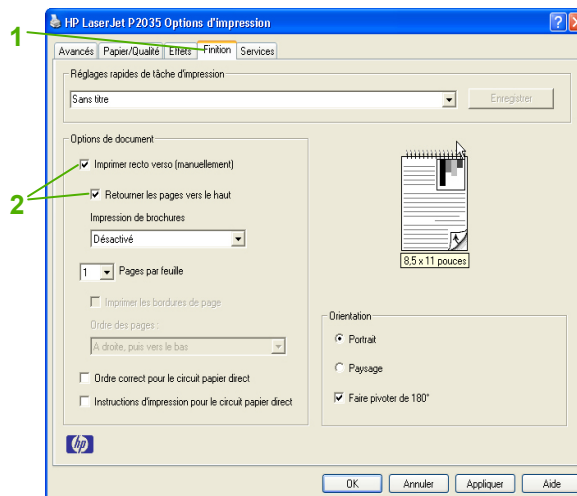 HP LaserJet P2035 Options d'impression
1
Avancés Papier/Qualité Effets Finition Services
Réglages rapides de tâche d'impression
Sans titre
Enregistrer
Options de document
2
Imprimer recto verso (manuellement)
Retourner les pages vers le haut
Impression de brochures
Désactivé
1 Pages par feuille
Imprimer les bordures de page
Ordre des pages :
A droite, puis vers le bas
Ordre correct pour le circuit papier direct
Instructions d'impression pour le circuit papier direct
8,5 x 11 pouces
Orientation
Portrait
Paysage
Faire pivoter de 180°
hp
OK Annuler Appliquer Aide